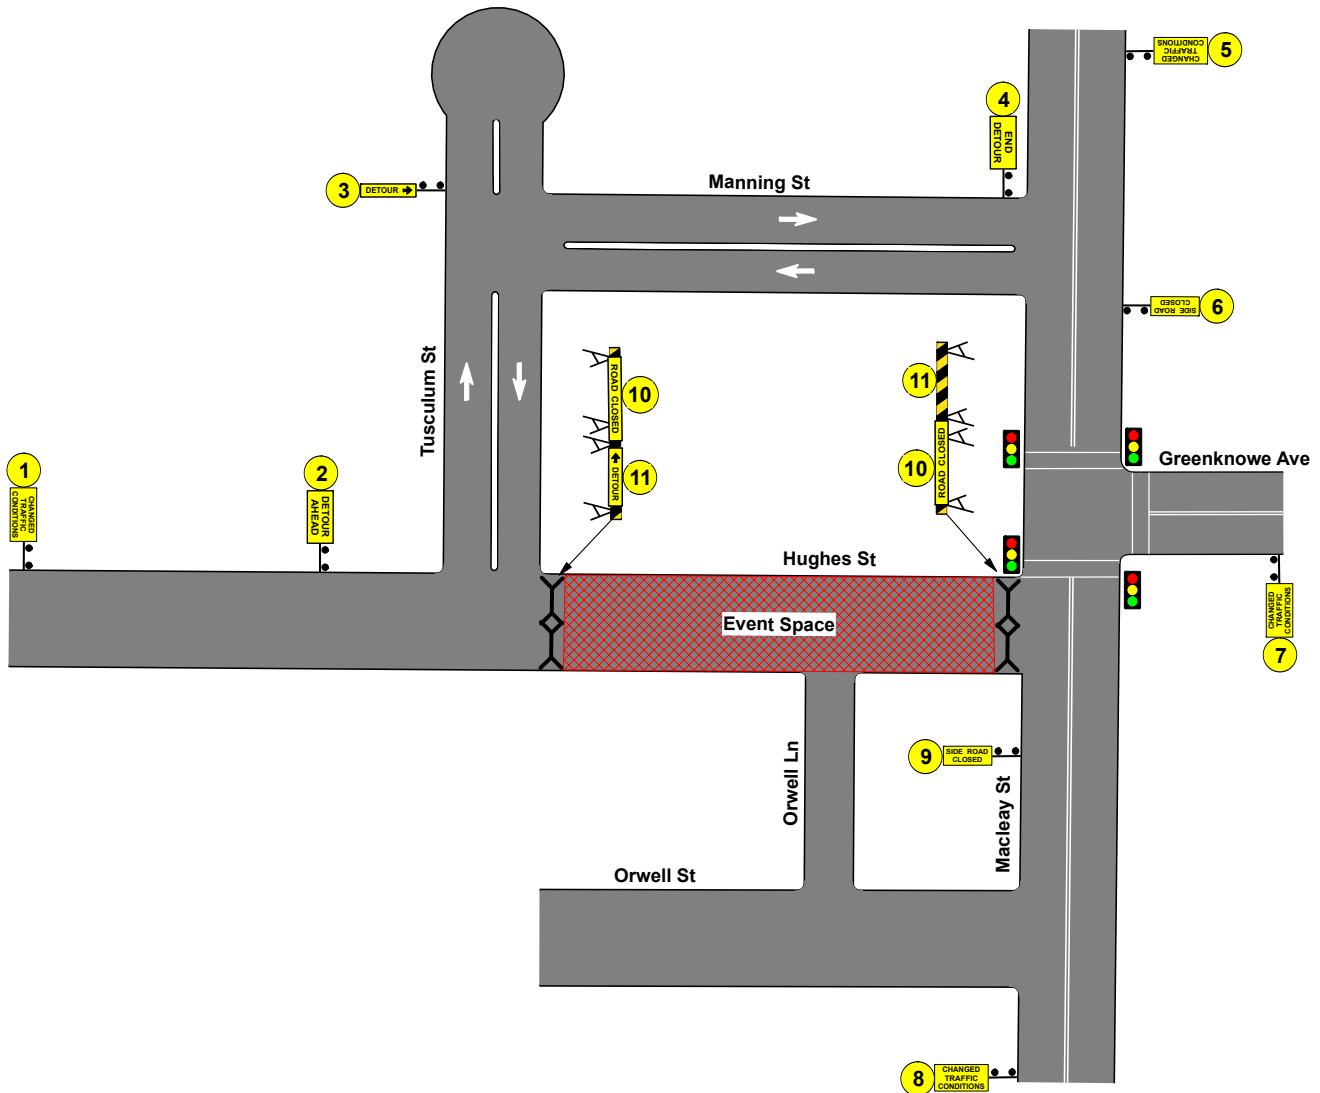 5
CHANGED
TRAFFIC
CONDITIONS
4
END
DETOUR
3
DETOUR
Manning St
6
SIDE ROAD
CLOSED
Tusculum St
10
ROAD CLOSED
11
DETOUR
11
10
ROAD CLOSED
Greenknowe Ave
1
CHANGED
TRAFFIC
CONDITIONS
2
DETOUR
AHEAD
Hughes St
Event Space
CHANGED
TRAFFIC
CONDITIONS
7
Orwell Ln
9
SIDE ROAD
CLOSED
Macleay St
Orwell St
8
CHANGED
TRAFFIC
CONDITIONS